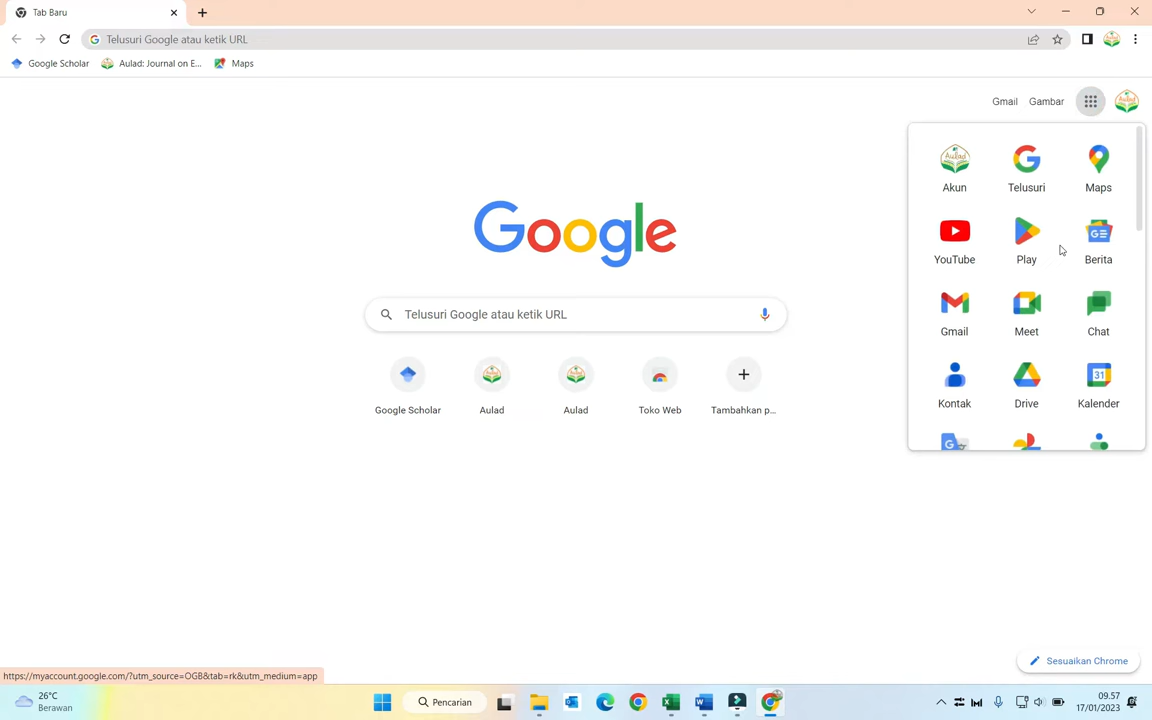 Tab Baru
Telusuri Google atau ketik URL
Google Scholar
Aulad: Journal on E...
Maps
Gmail
Gambar
Aulad
Akun
Telusuri
Maps
YouTube
Play
Berita
Gmail
Meet
Chat
31
Kontak
Drive
Kalender
Google
Telusuri Google atau ketik URL
Google Scholar
Aulad
Aulad
Toko Web
Tambahkan p...
Sesuaikan Chrome
https://myaccount.google.com/?utm_source=OGB&tab=rk&utm_medium=app
26°C
Berawan
Pencarian
09.57
17/01/2023